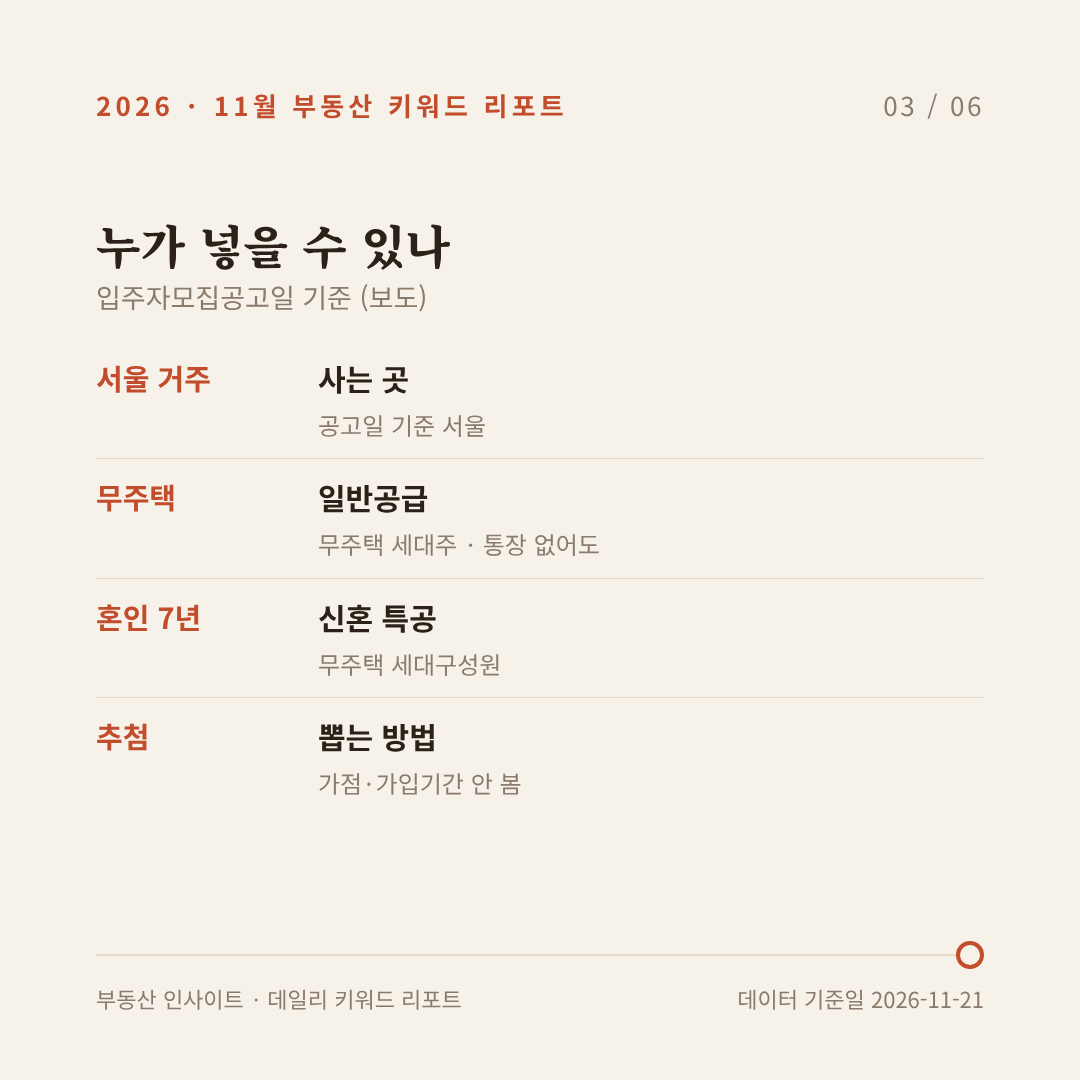 2026 · 11월 부동산 키워드 리포트
03 / 06
누가 넣을 수 있나
입주자모집공고일 기준 (보도)
서울 거주
사는 곳
공고일 기준 서울
무주택
일반공급
무주택 세대주 · 통장 없어도
혼인 7년
신혼 특공
무주택 세대구성원
추첨
뽑는 방법
가점·가입기간 안 봄
부동산 인사이트 · 데일리 키워드 리포트
데이터 기준일 2026-11-21